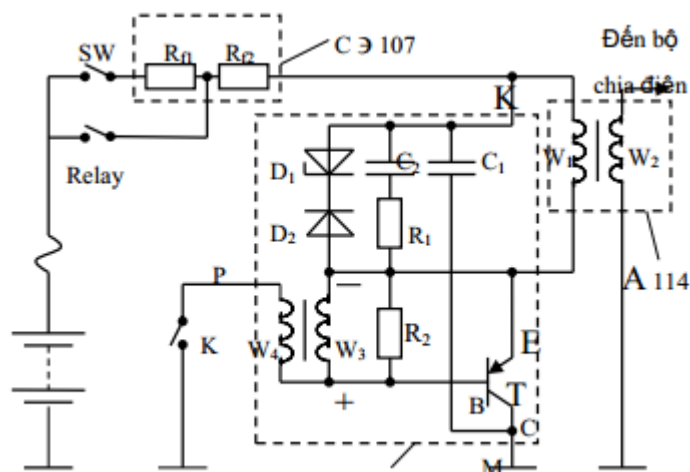 SW
Rf1
Rf2
C Э 107
Đến bộ
chia điện
K
Relay
D1
C2
C1
W1
W2
D2
R1
A 114
P
−
K
W4
W3
R2
E
B
T
+
C
M